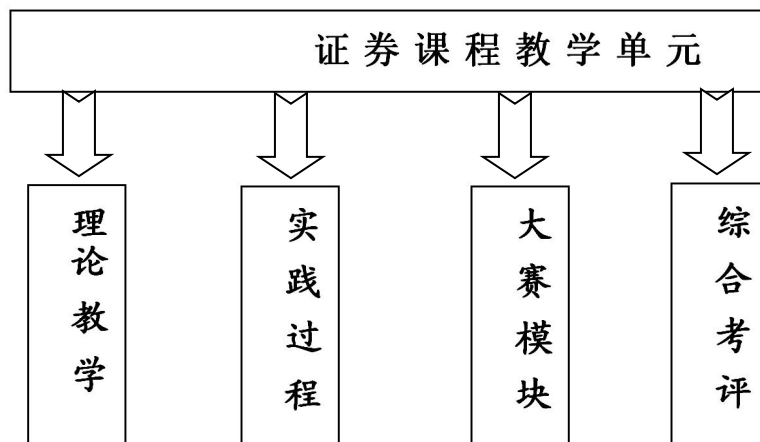 证券课程教学单元
理论教学
实践过程
大赛模块
综合考评